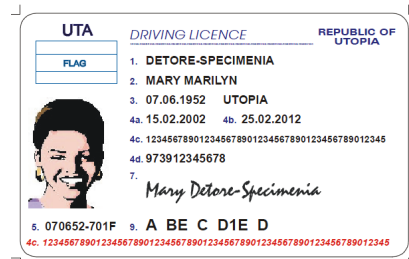 UTA
DRIVING LICENCE
REPUBLIC OF
UTOPIA
FLAG
1. DETORE-SPECIMENIA
2. MARY MARILYN
3. 07.06.1952 UTOPIA
4a. 15.02.2002 4b. 25.02.2012
4c. 123456789012345678901234567890123456789012345
4d. 973912345678
7.
Mary Detore-Specimenia
5. 070652-701F 9. A BE C D1E D
4c. 12345678901234567890123456789012345678901234567890123456789012345